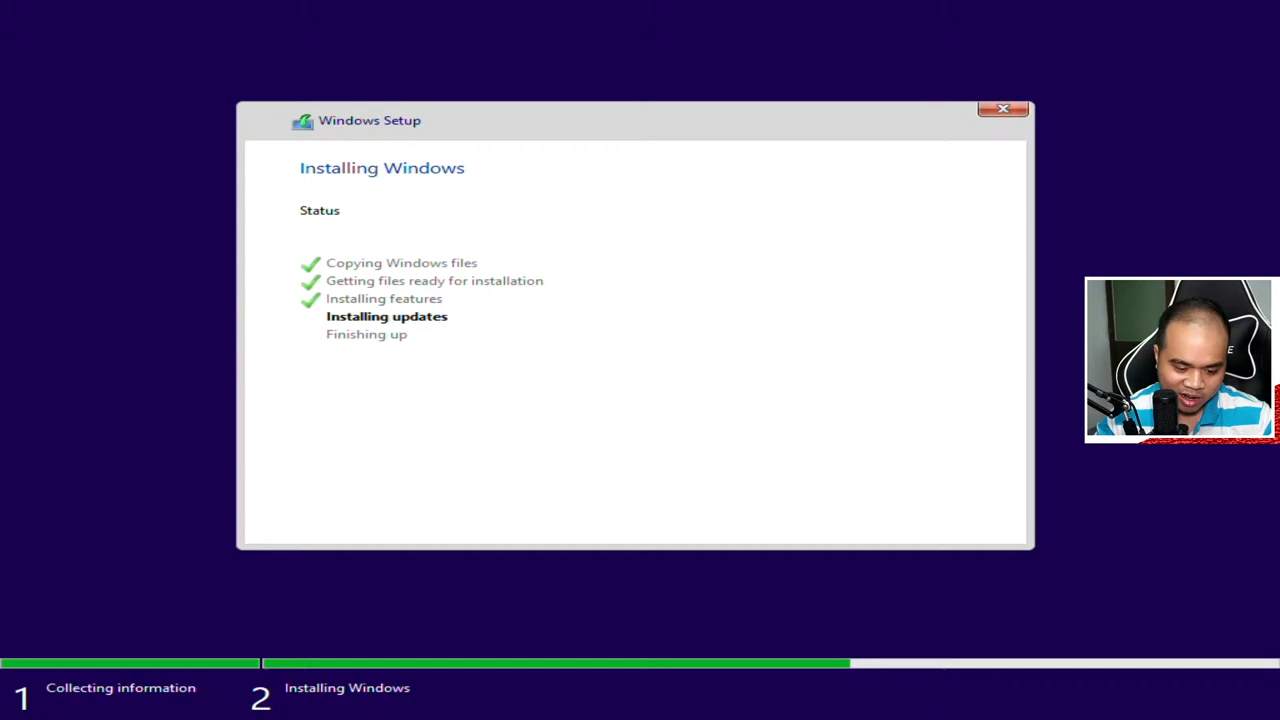 Windows Setup
Installing Windows
Status
Copying Windows files
Getting files ready for installation
Installing features
Installing updates
Finishing up
1 Collecting information
2 Installing Windows